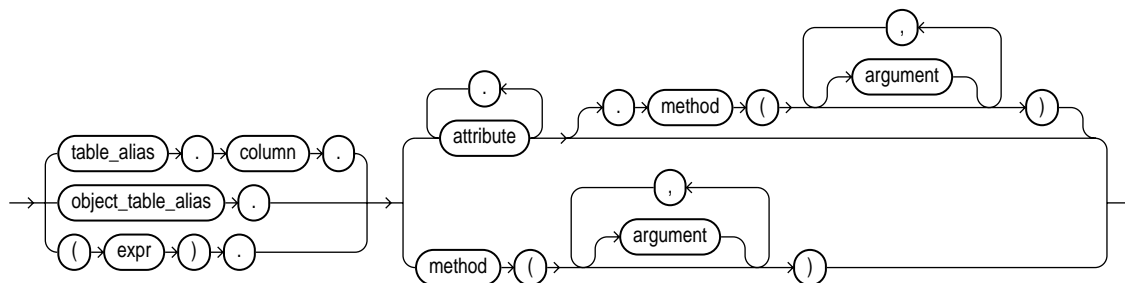 ,
argument
.
. method ( )
attribute
table_alias . column .
,
object_table_alias .
argument
( expr ) .
method ( )